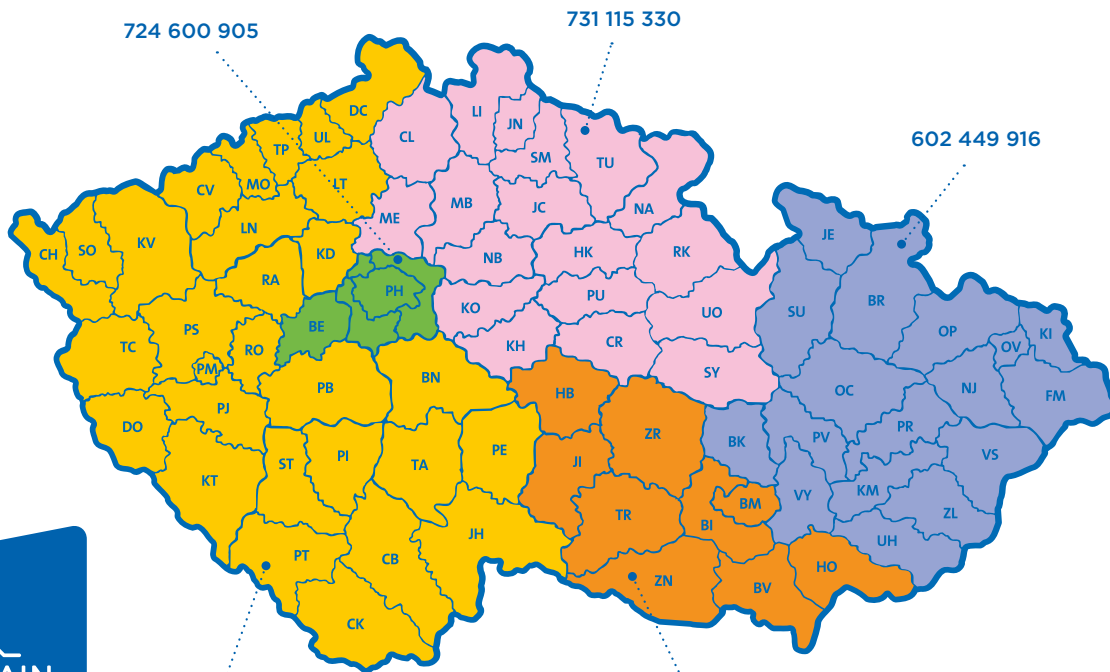 724 600 905
731 115 330
602 449 916
DC
CL
LI
JN
UL
TP
SM
TU
CV
MO
LT
MB
JC
NA
ME
LN
JE
CH
SO
KV
KD
NB
HK
RK
RA
PH
KO
PU
UO
SU
BR
OP
KI
OV
TC
PS
BE
RO
PM
KH
CR
SY
PB
BN
HB
OC
NJ
FM
DO
PJ
ZR
BK
PV
PR
VS
KT
ST
PI
TA
PE
JI
KM
VY
ZL
TR
BM
BI
UH
PT
CB
JH
ZN
BV
HO
CK